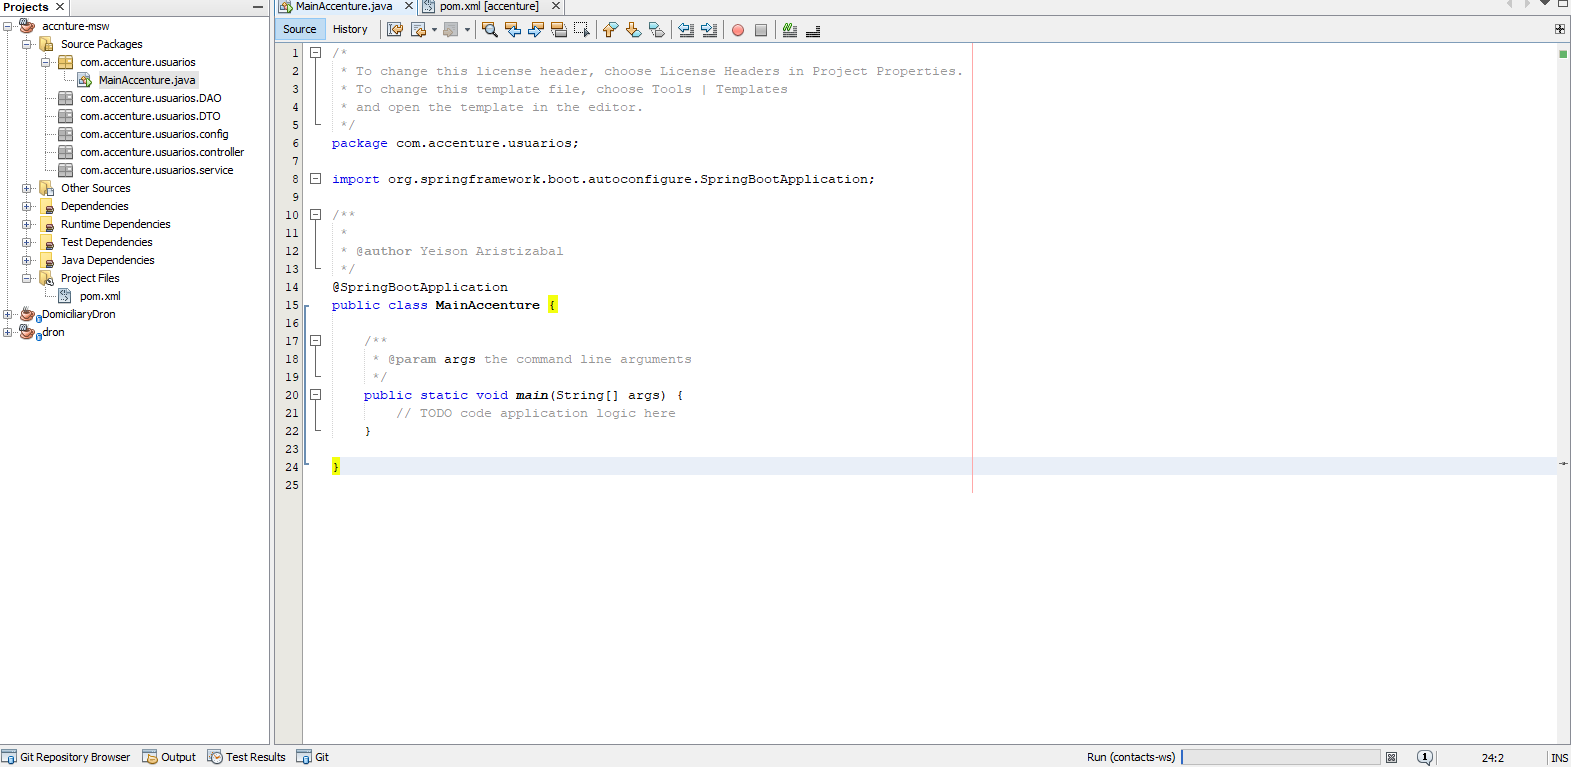 Projects
accnture-msw
Source Packages
com.accenture.usuarios
MainAccenture.java
com.accenture.usuarios.DAO
com.accenture.usuarios.DTO
com.accenture.usuarios.config
com.accenture.usuarios.controller
com.accenture.usuarios.service
Other Sources
Dependencies
Runtime Dependencies
Test Dependencies
Java Dependencies
Project Files
pom.xml
DomiciliaryDron
dron
MainAccenture.java pom.xml [accenture]
Source History
1 /*
2 * To change this license header, choose License Headers in Project Properties.
3 * To change this template file, choose Tools | Templates
4 * and open the template in the editor.
5 */
6 package com.accenture.usuarios;
7
8 import org.springframework.boot.autoconfigure.SpringBootApplication;
9
10 /**
11 *
12 * @author Yeison Aristizabal
13 */
14 @SpringBootApplication
15 public class MainAccenture {
16
17 /**
18 * @param args the command line arguments
19 */
20 public static void main(String[] args) {
21 // TODO code application logic here
22 }
23
24 }
25
Git Repository Browser Output Test Results Git Run (contacts-ws) 1 24:2 INS